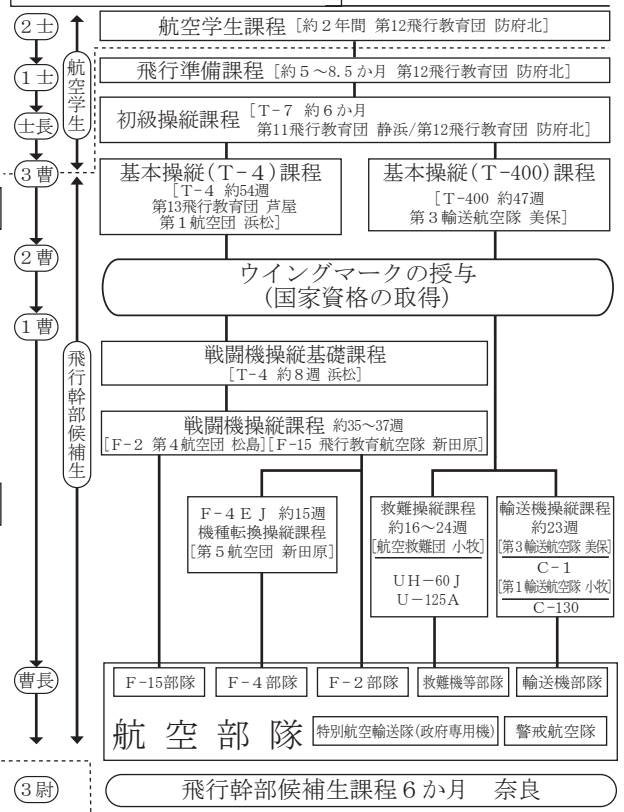 2士
1士
士長
3曹
2曹
1曹
曹長
3尉
航空学生
飛行幹部候補生
航空学生課程 [約2年間 第12飛行教育団 防府北]
飛行準備課程 [約5~8.5か月 第12飛行教育団 防府北]
初級操縦課程 [T-7 約6か月
第11飛行教育団 静浜/第12飛行教育団 防府北]
基本操縦(T-4)課程
[T-4 約54週
第13飛行教育団 芦屋
第1航空団 浜松]
基本操縦(T-400)課程
[T-400 約47週
第3輸送航空隊 美保]
ウイングマークの授与
(国家資格の取得)
戦闘機操縦基礎課程
[T-4 約8週 浜松]
戦闘機操縦課程 約35~37週
[F-2 第4航空団 松島][F-15 飛行教育航空隊 新田原]
F-4EJ 約15週
機種転換操縦課程
[第5航空団 新田原]
救難操縦課程
約16~24週
[航空救難団 小牧]
UH-60J
U-125A
輸送機操縦課程
約23週
[第3輸送航空隊 美保]
C-1
[第1輸送航空隊 小牧]
C-130
F-15部隊
F-4部隊
F-2部隊
救難機等部隊
輸送機部隊
航空部隊
特別航空輸送隊(政府専用機)
警戒航空隊
飛行幹部候補生課程6か月 奈良